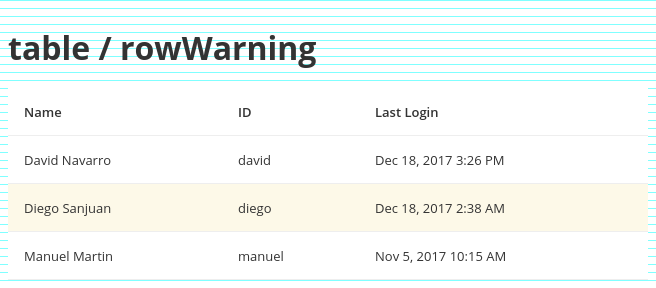 table / rowWarning
Name ID Last Login
David Navarro david Dec 18, 2017 3:26 PM
Diego Sanjuan diego Dec 18, 2017 2:38 AM
Manuel Martin manuel Nov 5, 2017 10:15 AM